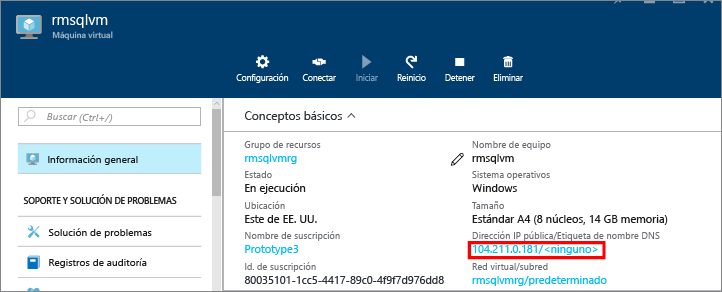 rmsqlvm
Máquina virtual
Configuración Conectar Iniciar Reinicio Detener Eliminar
Buscar (Ctrl+/)
Información general
SOPORTE Y SOLUCIÓN DE PROBLEMAS
Solución de problemas
Registros de auditoría
Conceptos básicos
Grupo de recursos
rmsqlvmrg
Estado
En ejecución
Ubicación
Este de EE. UU.
Nombre de suscripción
Prototype3
Id. de suscripción
80035101-1cc5-4417-89c0-4f9f7d976dd8
Nombre de equipo
rmsqlvm
Sistema operativos
Windows
Tamaño
Estándar A4 (8 núcleos, 14 GB memoria)
Dirección IP pública/Etiqueta de nombre DNS
104.211.0.181/<ninguno>
Red virtual/subred
rmsqlvmrg/predeterminado